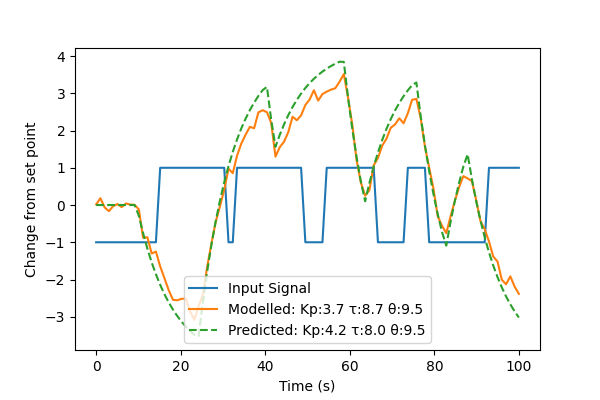 4
3
2
1
0
−1
−2
−3
Change from set point
Input Signal
Modelled: Kp:3.7 τ:8.7 θ:9.5
Predicted: Kp:4.2 τ:8.0 θ:9.5
0 20 40 60 80 100
Time (s)